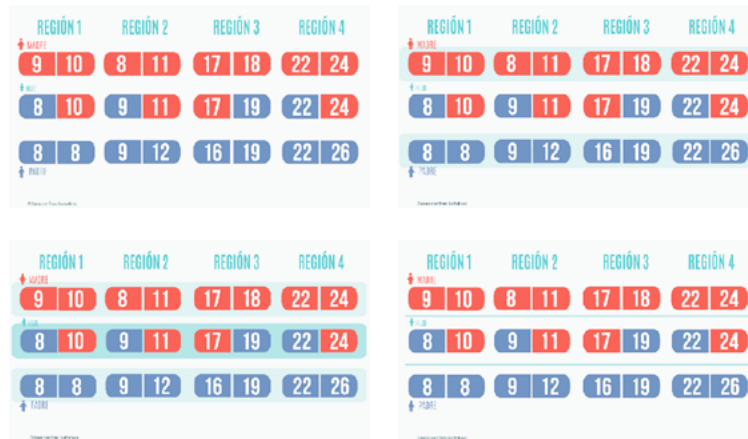 REGIÓN 1 REGIÓN 2 REGIÓN 3 REGIÓN 4
MADRE
9 10 8 11 17 18 22 24
8 10 9 11 17 19 22 24
8 8 9 12 16 19 22 26
PADRE
REGIÓN 1 REGIÓN 2 REGIÓN 3 REGIÓN 4
MADRE
9 10 8 11 17 18 22 24
8 10 9 11 17 19 22 24
8 8 9 12 16 19 22 26
PADRE
REGIÓN 1 REGIÓN 2 REGIÓN 3 REGIÓN 4
MADRE
9 10 8 11 17 18 22 24
8 10 9 11 17 19 22 24
8 8 9 12 16 19 22 26
PADRE
REGIÓN 1 REGIÓN 2 REGIÓN 3 REGIÓN 4
MADRE
9 10 8 11 17 18 22 24
8 10 9 11 17 19 22 24
8 8 9 12 16 19 22 26
PADRE